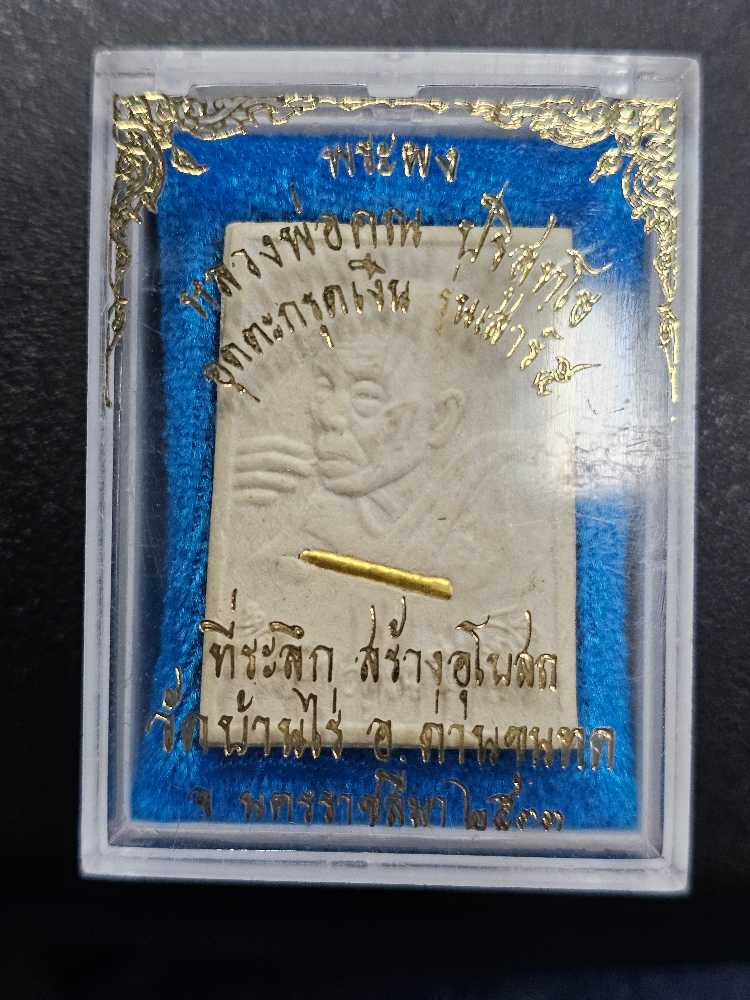 พระผง
หลวงพ่อคูณ ปริสุทฺโธ
อุดตะกรุดเงิน รุ่นเสาร์ ๕
ที่ระลึก สร้างอุโบสถ
วัดบ้านไร่ อ.ด่านขุนทด
จ นครราชสีมา ๒๕๓๓